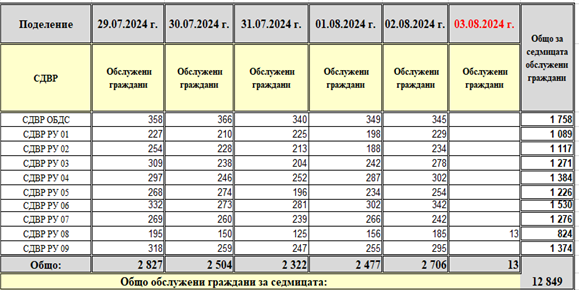 Поделение 29.07.2024 г. 30.07.2024 г. 31.07.2024 г. 01.08.2024 г. 02.08.2024 г. 03.08.2024 г. Общо за седмицата обслужени граждани
СДВР Обслужени граждани Обслужени граждани Обслужени граждани Обслужени граждани Обслужени граждани Обслужени граждани
СДВР ОБДС 358 366 340 349 345 1 758
СДВР РУ 01 227 210 225 198 229 1 089
СДВР РУ 02 254 228 213 188 234 1 117
СДВР РУ 03 309 238 204 242 278 1 271
СДВР РУ 04 297 246 252 287 302 1 384
СДВР РУ 05 268 274 196 234 254 1 226
СДВР РУ 06 332 273 281 302 342 1 530
СДВР РУ 07 269 260 239 266 242 1 276
СДВР РУ 08 195 150 125 156 185 13 824
СДВР РУ 09 318 259 247 255 295 1 374
Общо: 2 827 2 504 2 322 2 477 2 706 13
Общо обслужени граждани за седмицата: 12 849